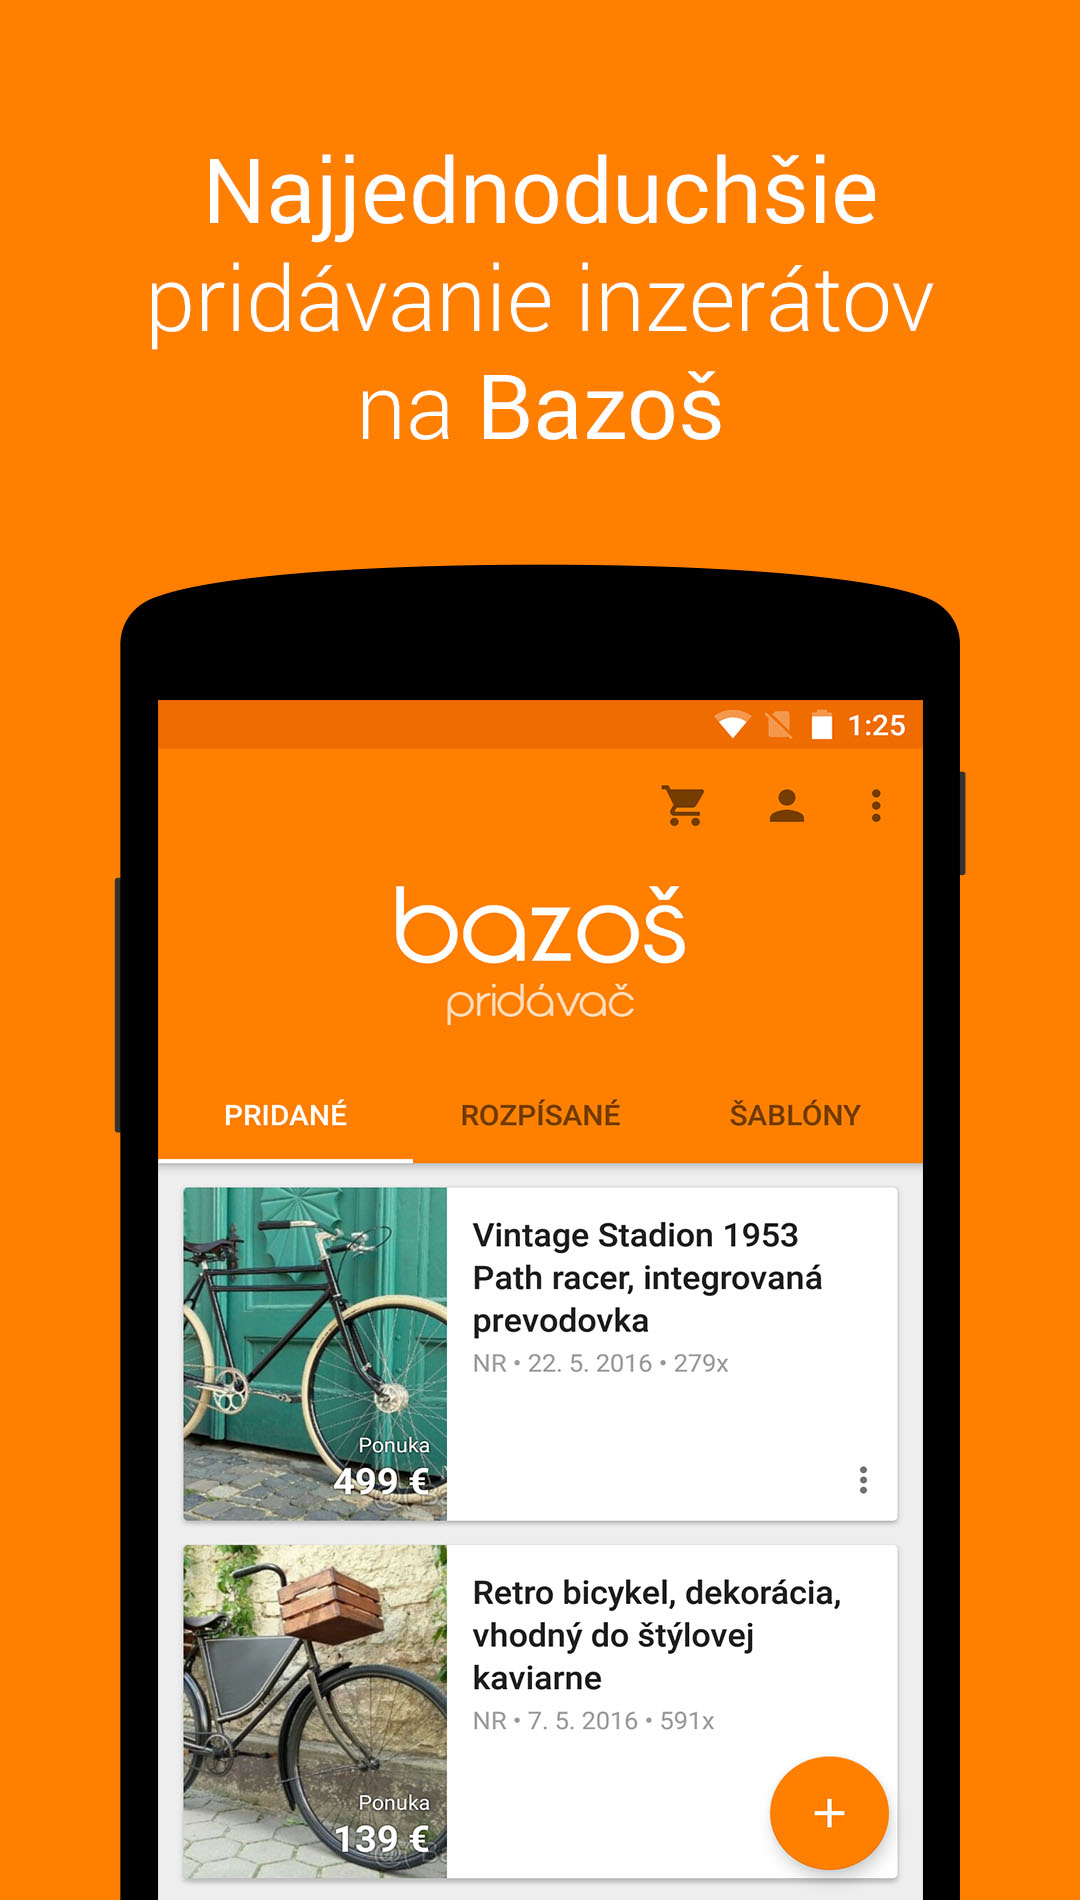 Najjednoduchšie
pridávanie inzerátov
na Bazoš
1:25
bazoš
pridávač
PRIDANÉ ROZPÍSANÉ ŠABLÓNY
Vintage Stadion 1953
Path racer, integrovaná
prevodovka
NR • 22. 5. 2016 • 279x
Ponuka
499 €
Retro bicykel, dekorácia,
vhodný do štýlovej
kaviarne
NR • 7. 5. 2016 • 591x
Ponuka
139 €